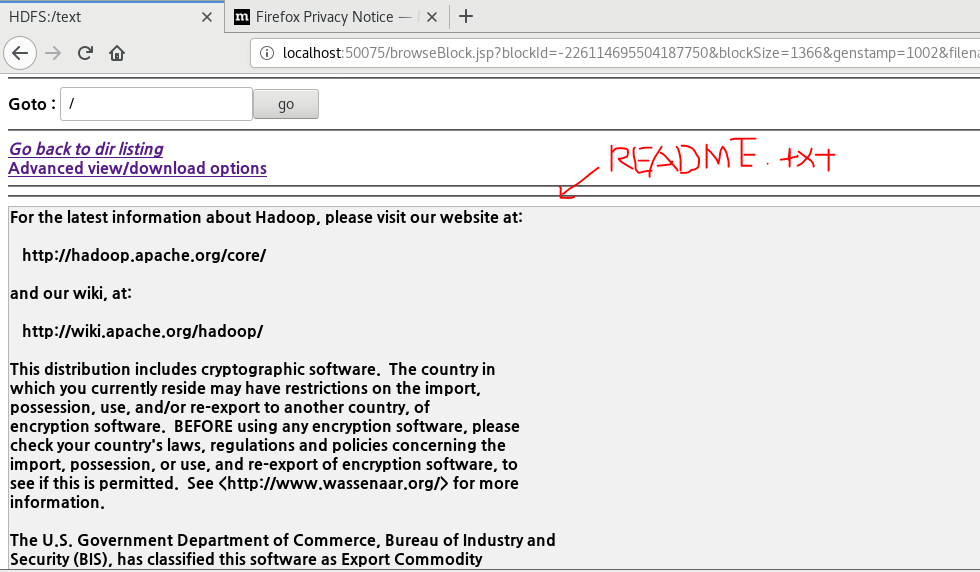 HDFS:/text
Firefox Privacy Notice —
localhost:50075/browseBlock.jsp?blockId=-226114695504187750&blockSize=1366&genstamp=1002&filena
Goto : / go
Go back to dir listing
Advanced view/download options
README.txt
For the latest information about Hadoop, please visit our website at:
http://hadoop.apache.org/core/
and our wiki, at:
http://wiki.apache.org/hadoop/
This distribution includes cryptographic software. The country in
which you currently reside may have restrictions on the import,
possession, use, and/or re-export to another country, of
encryption software. BEFORE using any encryption software, please
check your country's laws, regulations and policies concerning the
import, possession, or use, and re-export of encryption software, to
see if this is permitted. See <http://www.wassenaar.org/> for more
information.
The U.S. Government Department of Commerce, Bureau of Industry and
Security (BIS), has classified this software as Export Commodity